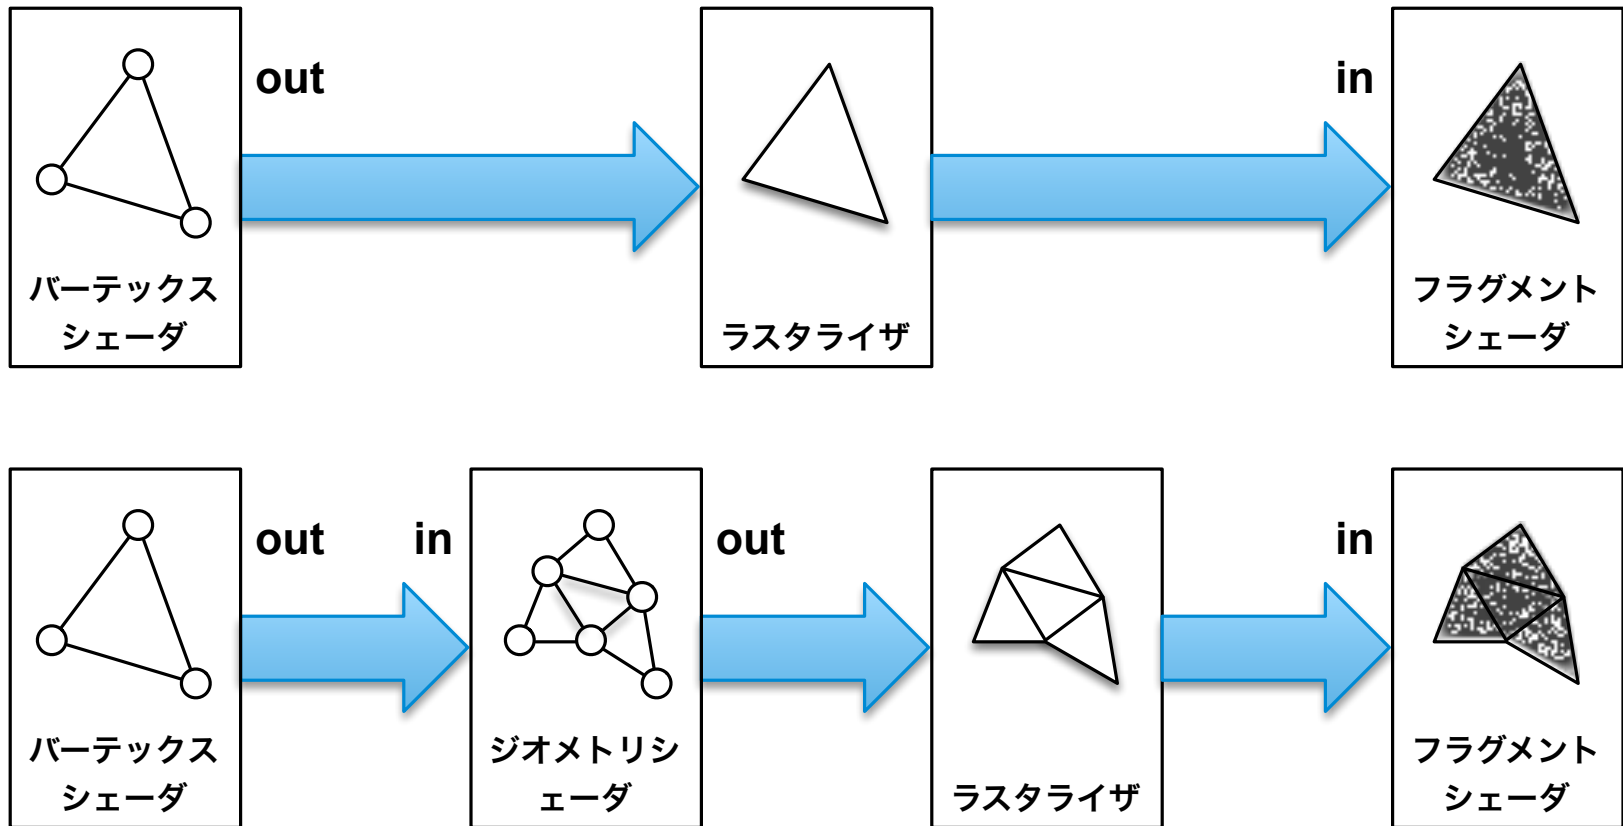 out
in
バーテックス
シェーダ
ラスタライザ
フラグメント
シェーダ
out
in
out
in
バーテックス
シェーダ
ジオメトリシ
ェーダ
ラスタライザ
フラグメント
シェーダ